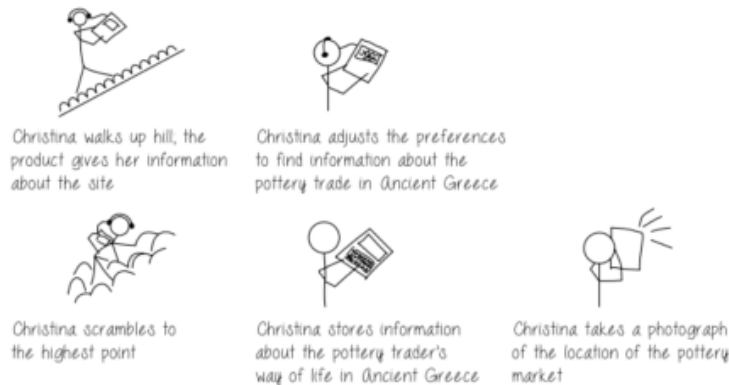 Christina walks up hill, the
product gives her information
about the site
Christina adjusts the preferences
to find information about the
pottery trade in Ancient Greece
Christina scrambles to
the highest point
Christina stores information
about the pottery trader's
way of life in Ancient Greece
Christina takes a photograph
of the location of the pottery
market